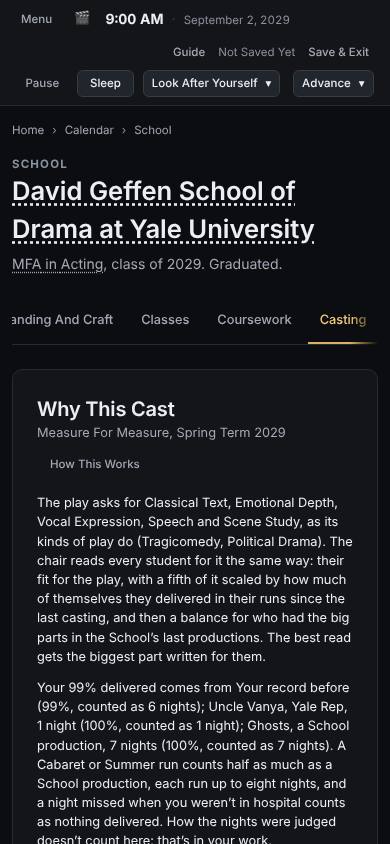 Menu 🎬 9:00 AM · September 2, 2029
Guide Not Saved Yet Save & Exit
Pause Sleep Look After Yourself ▾ Advance ▾
Home › Calendar › School
SCHOOL
David Geffen School of
Drama at Yale University
MFA in Acting, class of 2029. Graduated.
anding And Craft Classes Coursework Casting
Why This Cast
Measure For Measure, Spring Term 2029
How This Works
The play asks for Classical Text, Emotional Depth,
Vocal Expression, Speech and Scene Study, as its
kinds of play do (Tragicomedy, Political Drama). The
chair reads every student for it the same way: their
fit for the play, with a fifth of it scaled by how much
of themselves they delivered in their runs since the
last casting, and then a balance for who had the big
parts in the School’s last productions. The best read
gets the biggest part written for them.
Your 99% delivered comes from Your record before
(99%, counted as 6 nights); Uncle Vanya, Yale Rep,
1 night (100%, counted as 1 night); Ghosts, a School
production, 7 nights (100%, counted as 7 nights). A
Cabaret or Summer run counts half as much as a
School production, each run up to eight nights, and
a night missed when you weren’t in hospital counts
as nothing delivered. How the nights were judged
doesn’t count here: that’s in your work.